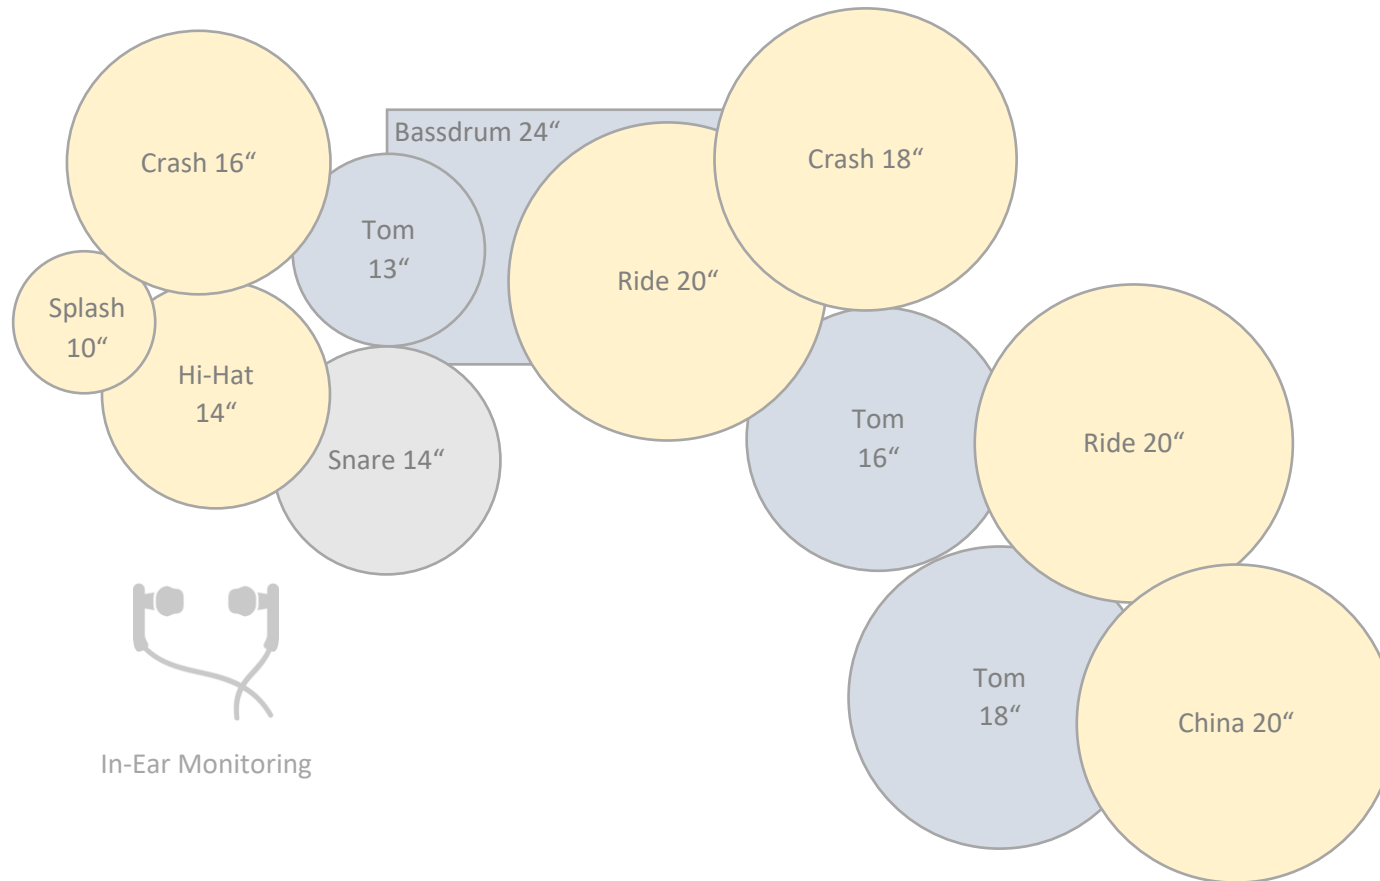 Bassdrum 24“
Crash 16“
Crash 18“
Tom
13“
Ride 20“
Splash
10“
Hi-Hat
14“
Snare 14“
Tom
16“
Ride 20“
Tom
18“
China 20“
In-Ear Monitoring